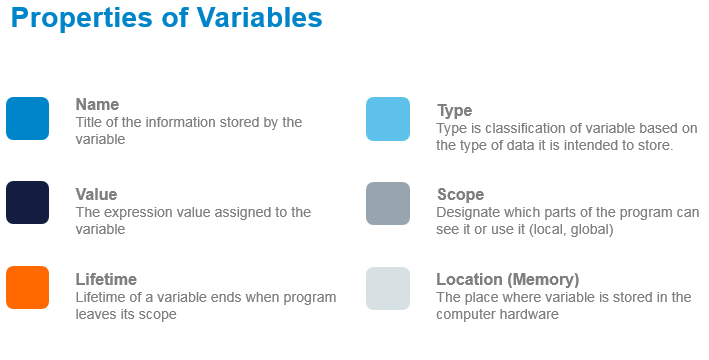 Properties of Variables
Name
Title of the information stored by the
variable
Type
Type is classification of variable based on
the type of data it is intended to store.
Value
The expression value assigned to the
variable
Scope
Designate which parts of the program can
see it or use it (local, global)
Lifetime
Lifetime of a variable ends when program
leaves its scope
Location (Memory)
The place where variable is stored in the
computer hardware